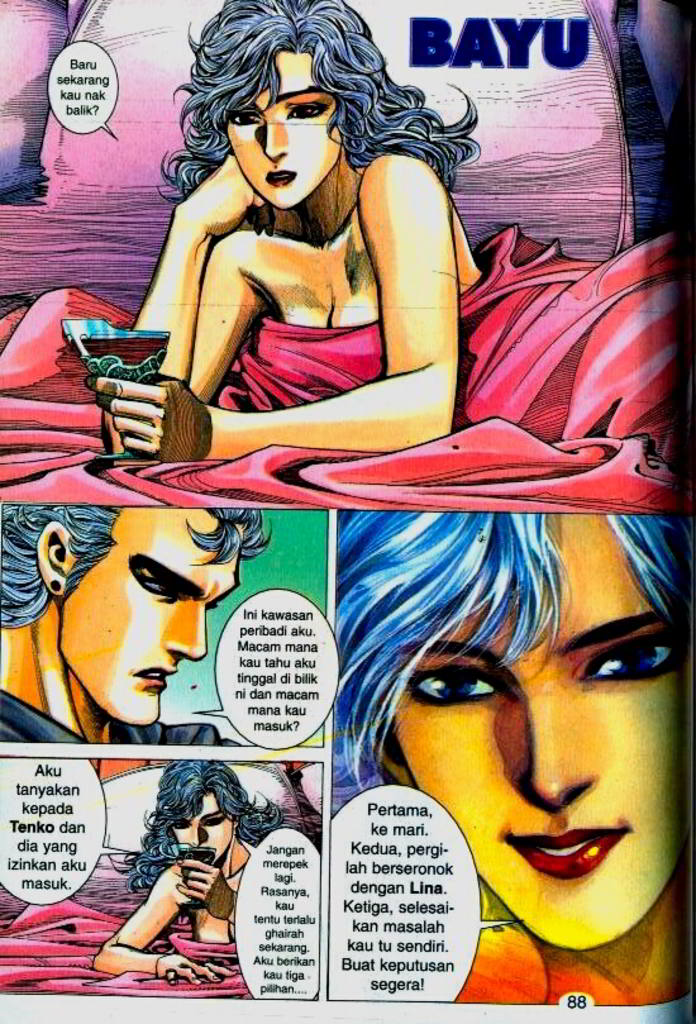 BAYU
Baru
sekarang
kau nak
balik?
Ini kawasan
peribadi aku.
Macam mana
kau tahu aku
tinggal di bilik
ni dan macam
mana kau
masuk?
Aku
tanyakan
kepada
Tenko dan
dia yang
izinkan aku
masuk.
Jangan
merepek
lagi.
Rasanya,
kau
tentu terlalu
ghairah
sekarang.
Aku berikan
kau tiga
pilihan....
Pertama,
ke mari.
Kedua, pergi-
lah berseronok
dengan Lina.
Ketiga, selesai-
kan masalah
kau tu sendiri.
Buat keputusan
segera!
88